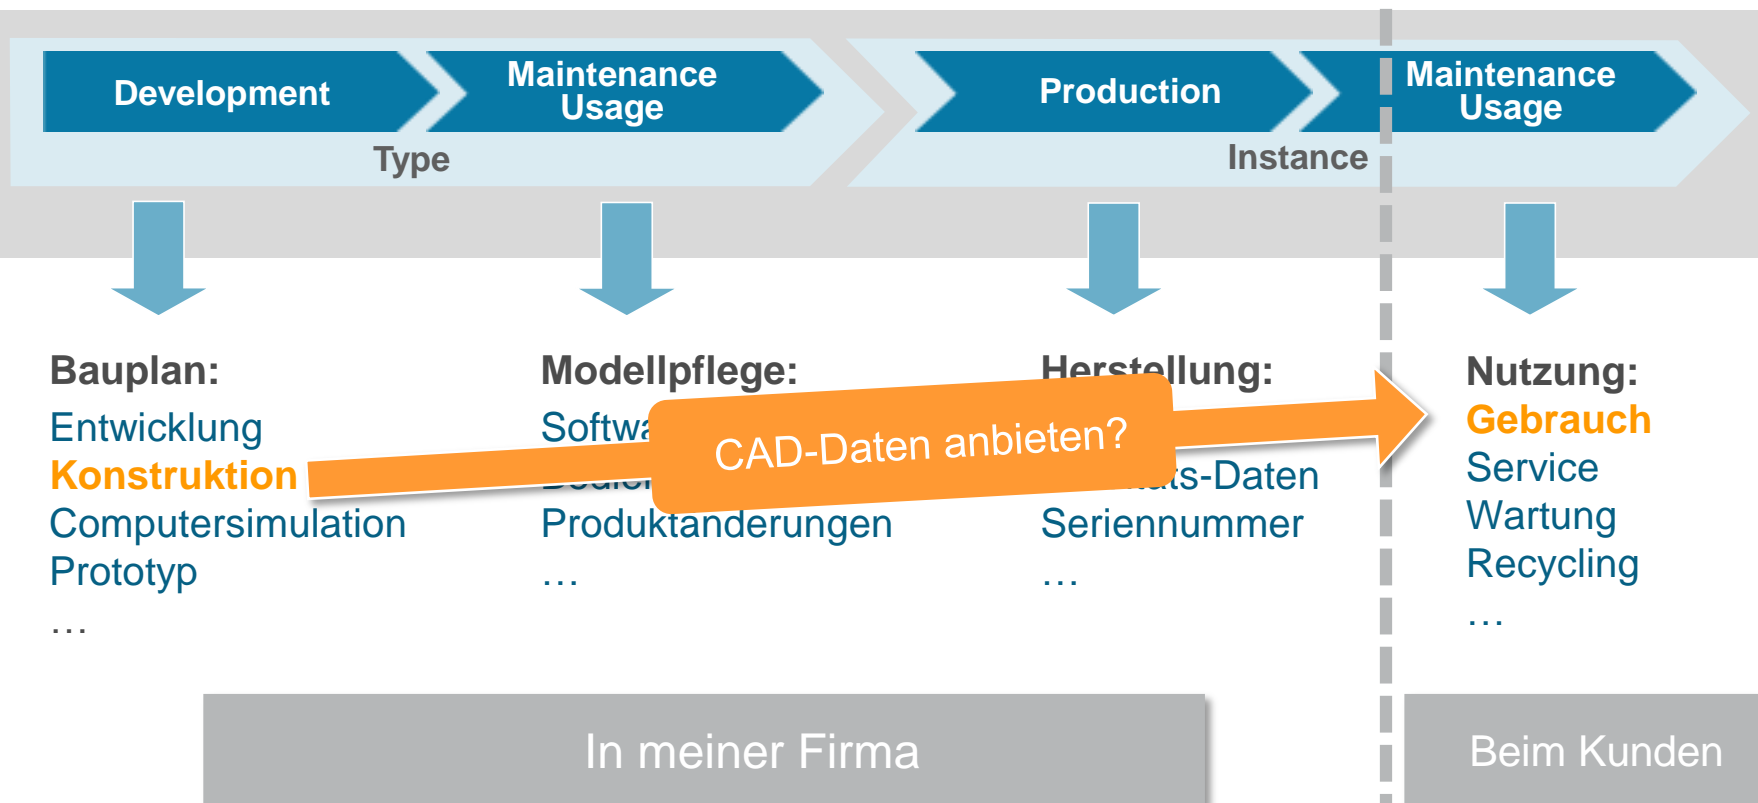 Development
Maintenance
Usage
Production
Maintenance
Usage
Type
Instance
Bauplan:
Entwicklung
Konstruktion
Computersimulation
Prototyp
…
Modellpflege:
Produktänderungen
…
Herstellung:
Seriennummer
…
Nutzung:
Gebrauch
Service
Wartung
Recycling
…
CAD-Daten anbieten?
In meiner Firma
Beim Kunden